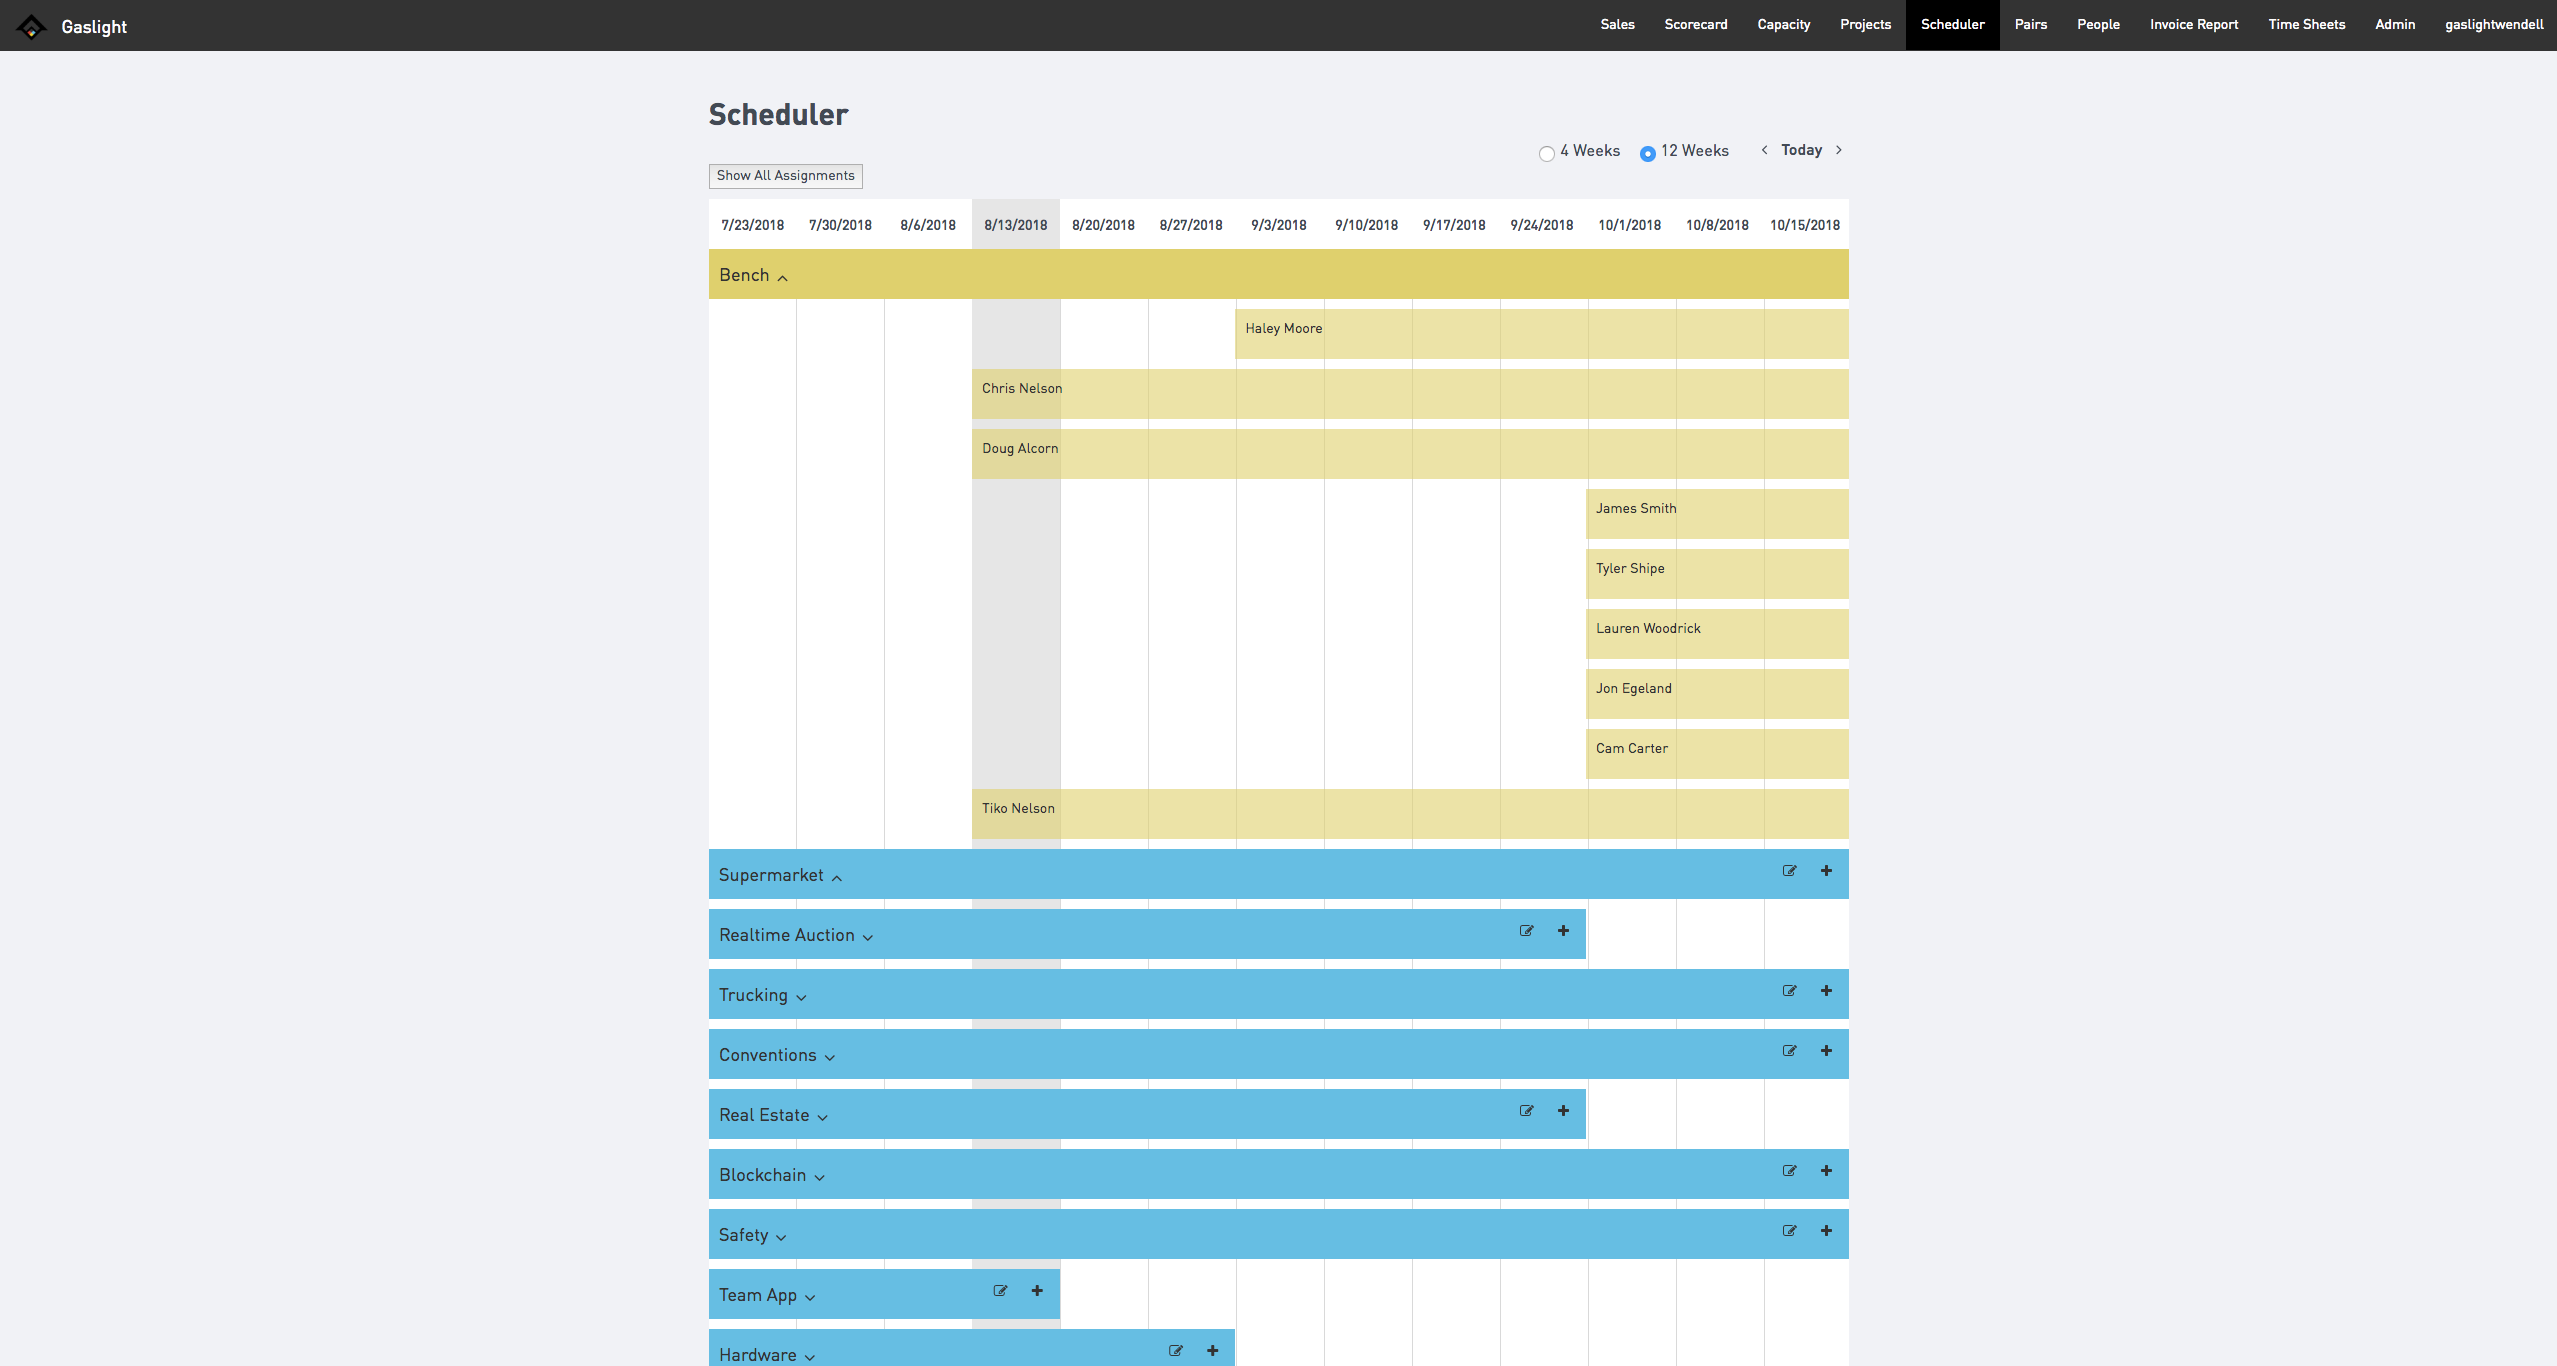 Gaslight
Sales Scorecard Capacity Projects Scheduler Pairs People Invoice Report Time Sheets Admin gaslightwendell
Scheduler
4 Weeks 12 Weeks < Today >
Show All Assignments
7/23/2018 7/30/2018 8/6/2018 8/13/2018 8/20/2018 8/27/2018 9/3/2018 9/10/2018 9/17/2018 9/24/2018 10/1/2018 10/8/2018 10/15/2018
Bench
Haley Moore
Chris Nelson
Doug Alcorn
James Smith
Tyler Shipe
Lauren Woodrick
Jon Egeland
Cam Carter
Tiko Nelson
Supermarket
Realtime Auction
Trucking
Conventions
Real Estate
Blockchain
Safety
Team App
Hardware